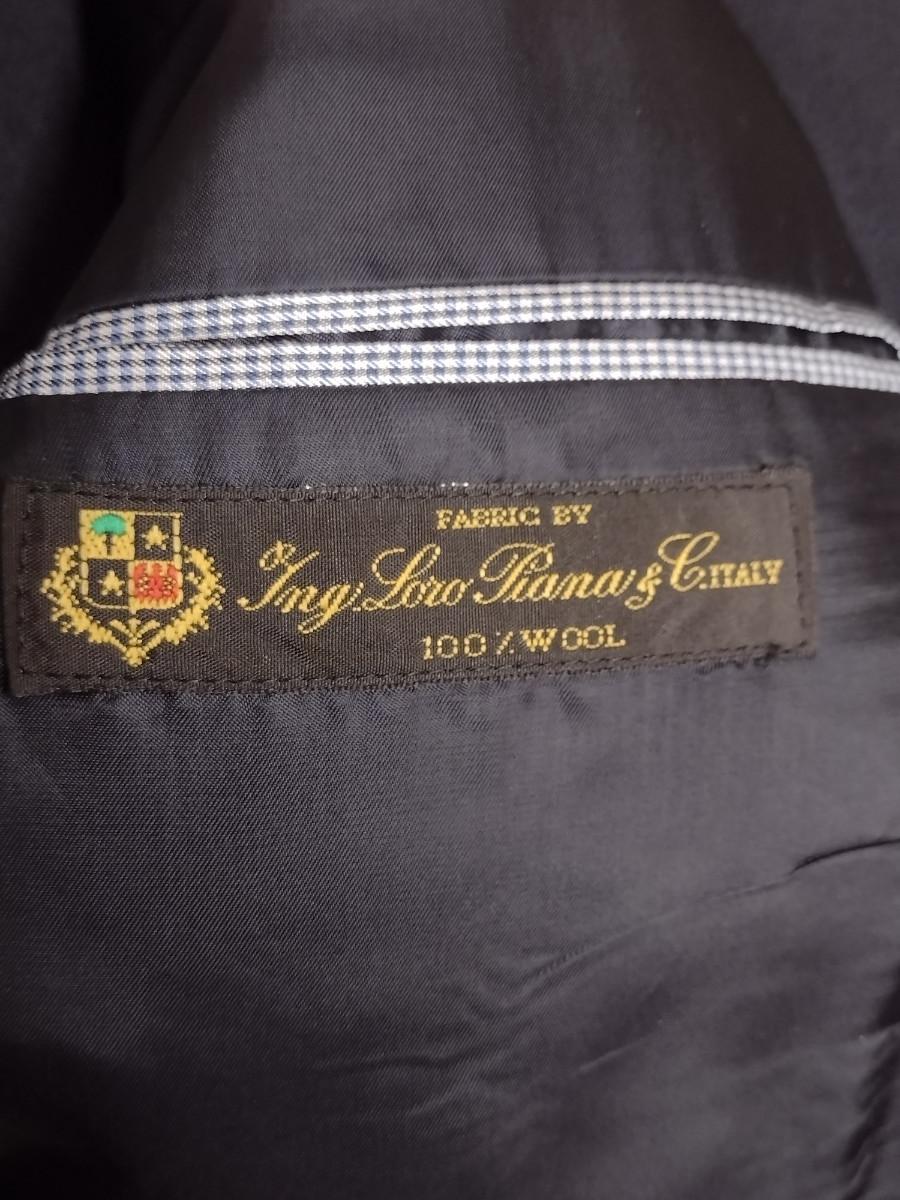 FABRIC BY
Ing. Loro Piana & C. ITALY
100% WOOL